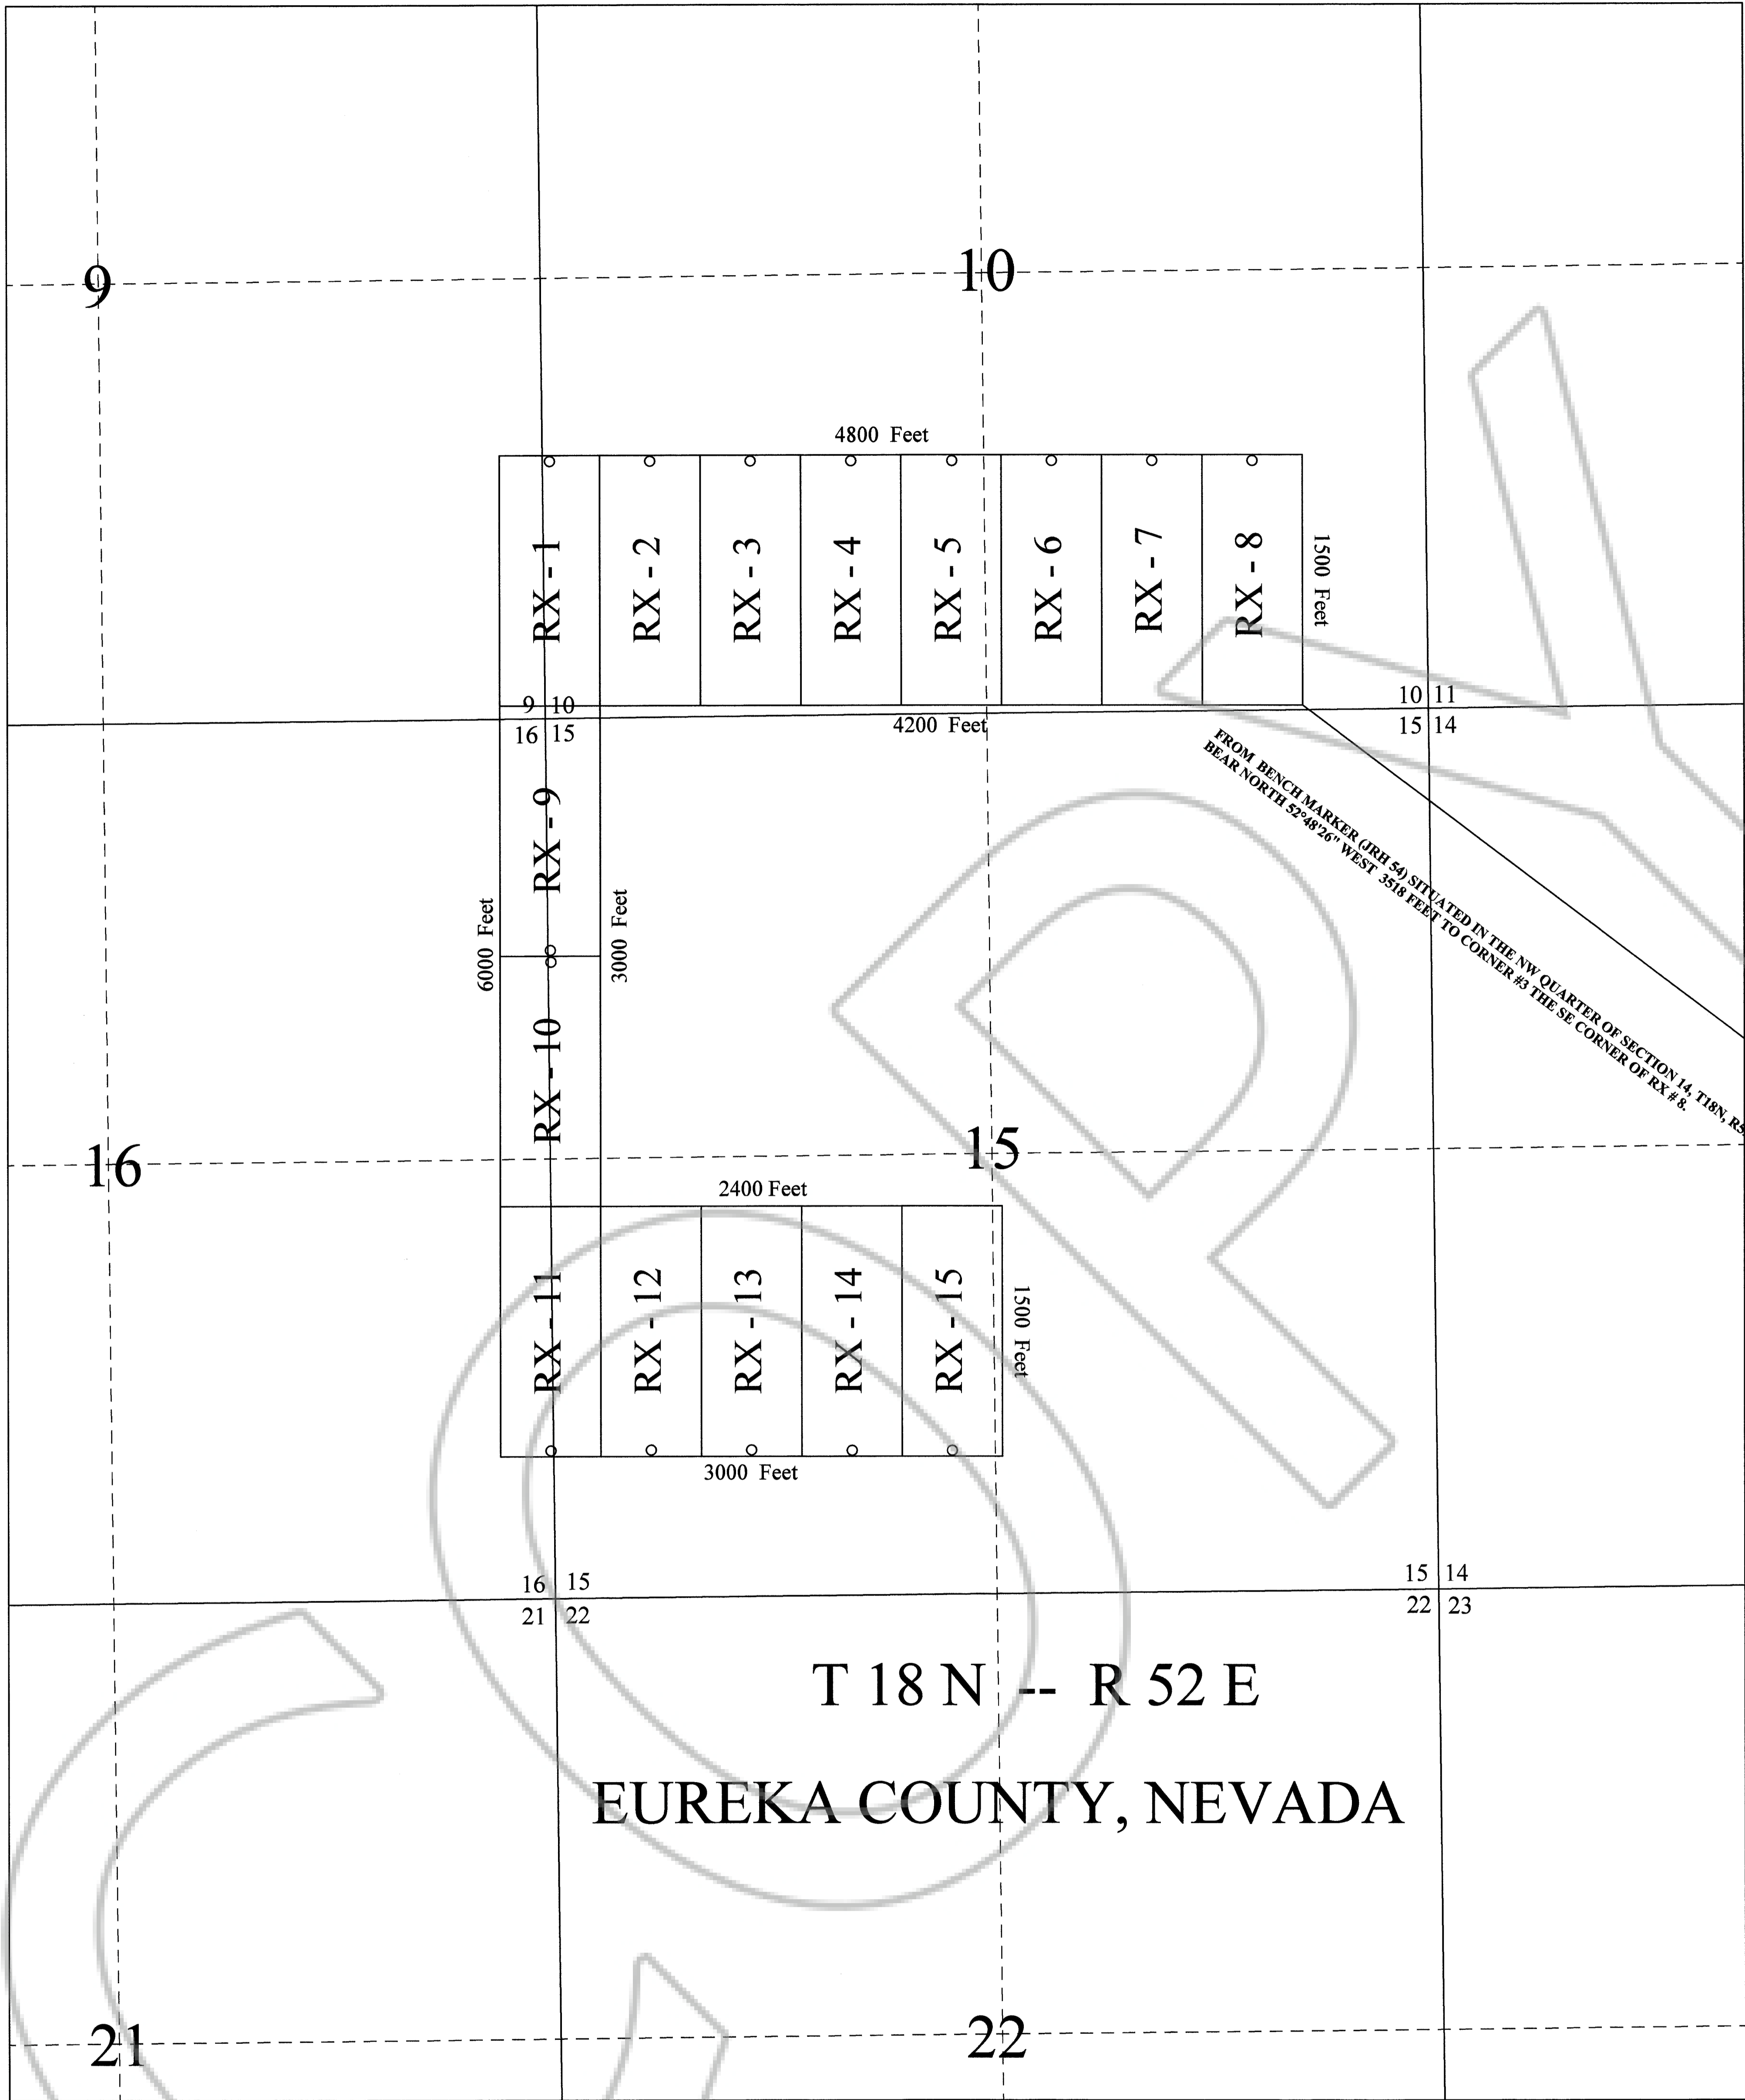 9
10
4800 Feet
RX - 1
RX - 2
RX - 3
RX - 4
RX - 5
RX - 6
RX - 7
RX - 8
1500 Feet
9 10
16 15
4200 Feet
10 11
15 14
FROM BENCH MARKER (JRH 54) SITUATED IN THE NW QUARTER OF SECTION 14, T18N,
BEAR NORTH 52°48'26" WEST 3518 FEET TO CORNER #3 THE SE CORNER OF RX # 8.
RX - 9
6000 Feet
3000 Feet
RX - 10
16
15
2400 Feet
RX - 11
RX - 12
RX - 13
RX - 14
RX - 15
1500 Feet
3000 Feet
16 15
21 22
15 14
22 23
T 18 N -- R 52 E
EUREKA COUNTY, NEVADA
21
22
COPY